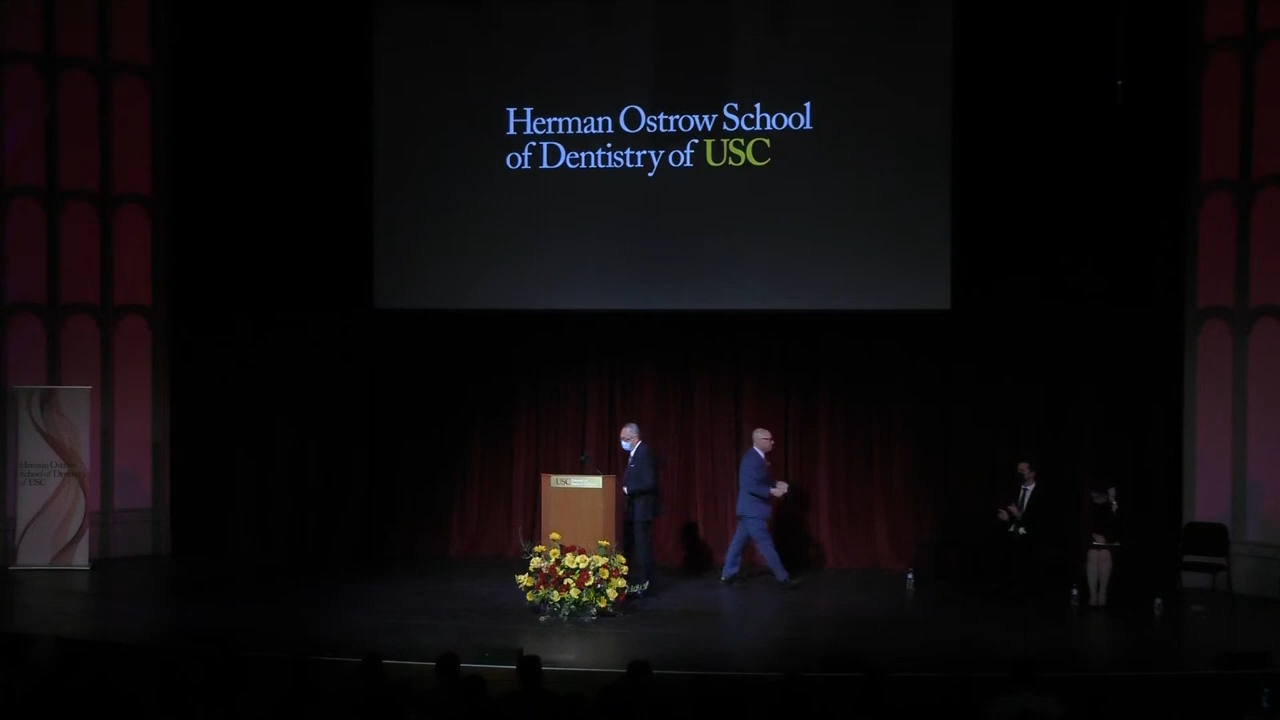 Herman Ostrow School
of Dentistry of USC
USC
Herman Ostrow
School of Dentistry
of USC